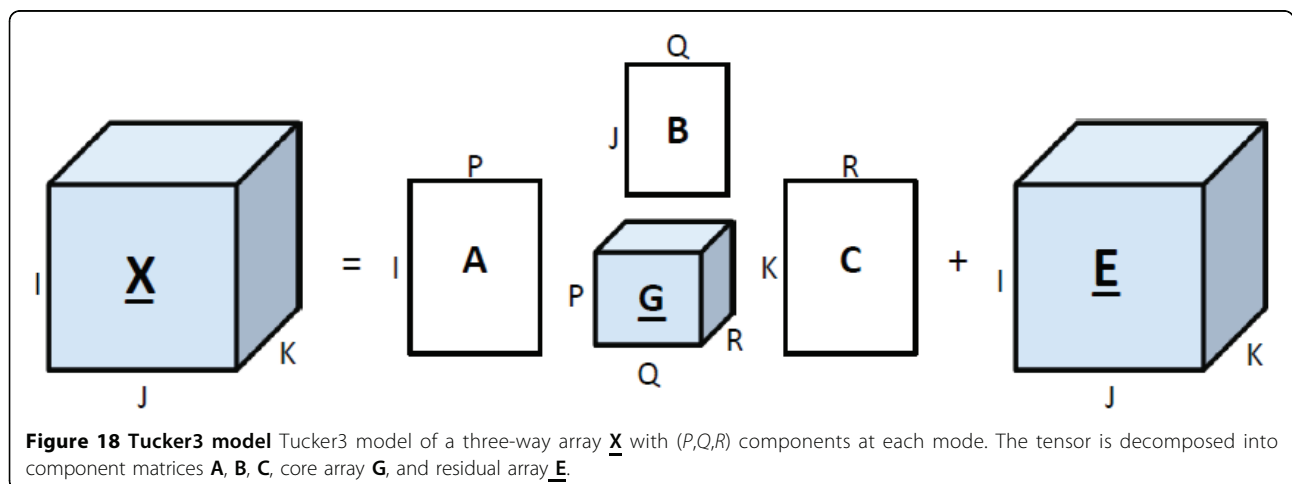 Q
J
B
P
R
I
X
K
J
=
I
A
P
G
R
Q
K
C
+
I
E
K
J
Figure 18 Tucker3 model Tucker3 model of a three-way array X with (P,Q,R) components at each mode. The tensor is decomposed into
component matrices A, B, C, core array G, and residual array E.